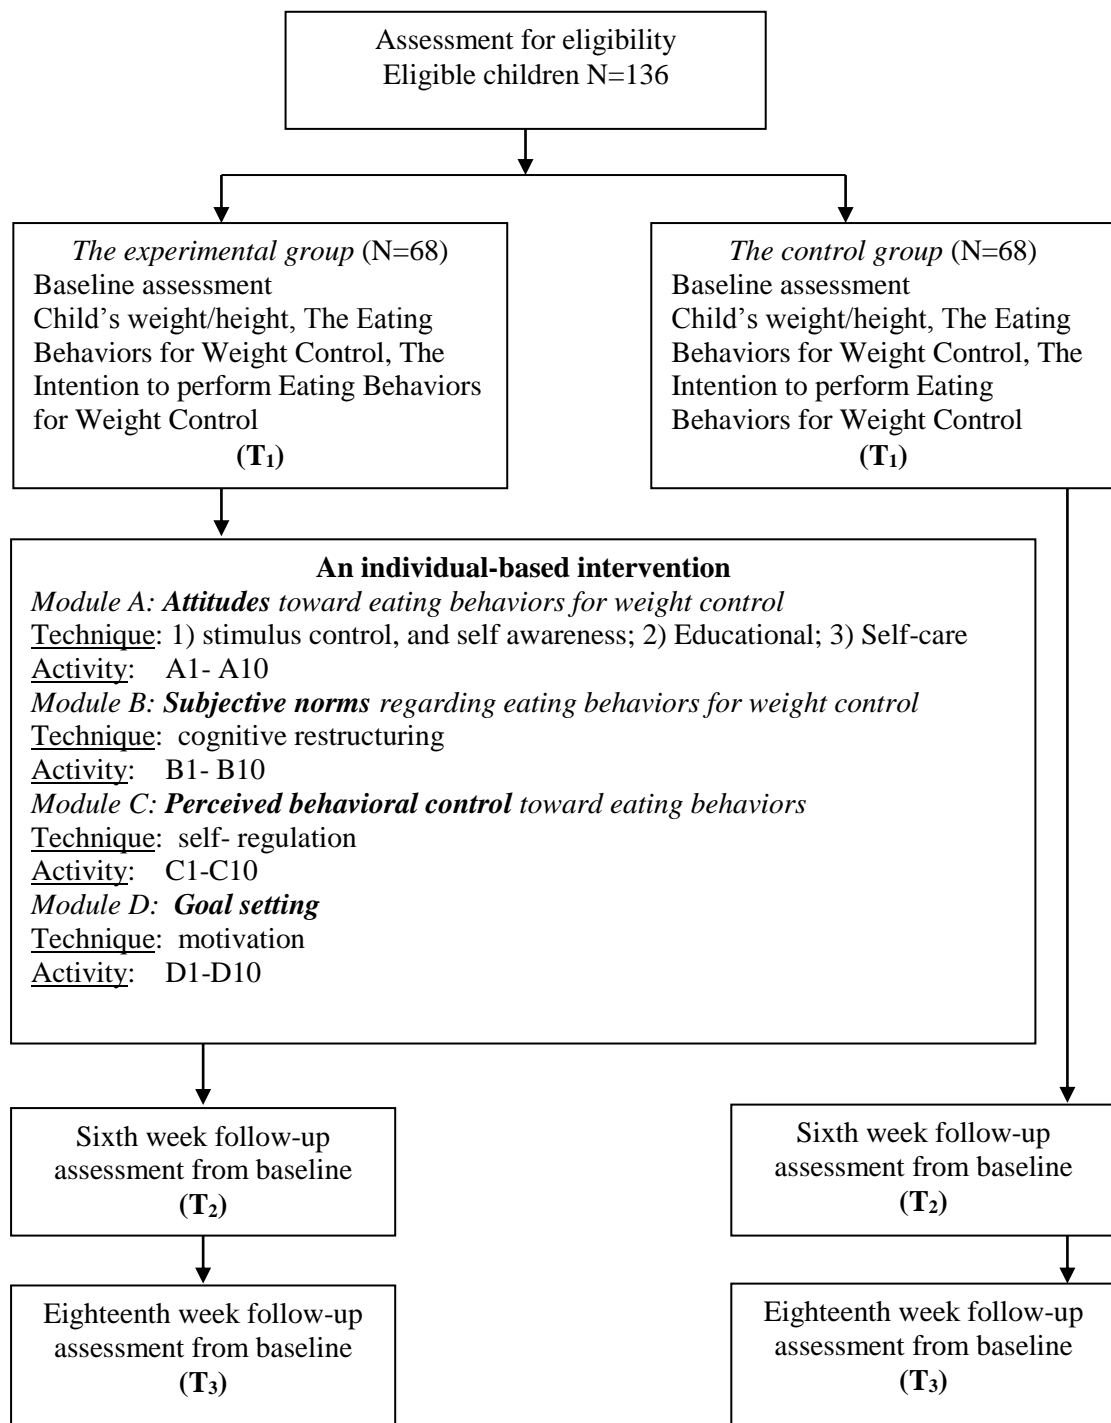 Assessment for eligibility
Eligible children N=136
The experimental group (N=68)
Baseline assessment
Child’s weight/height, The Eating
Behaviors for Weight Control, The
Intention to perform Eating Behaviors
for Weight Control
(T₁)
The control group (N=68)
Baseline assessment
Child’s weight/height, The Eating
Behaviors for Weight Control, The
Intention to perform Eating
Behaviors for Weight Control
(T₁)
An individual-based intervention
Module A: Attitudes toward eating behaviors for weight control
Technique: 1) stimulus control, and self awareness; 2) Educational; 3) Self-care
Activity: A1- A10
Module B: Subjective norms regarding eating behaviors for weight control
Technique: cognitive restructuring
Activity: B1- B10
Module C: Perceived behavioral control toward eating behaviors
Technique: self- regulation
Activity: C1-C10
Module D: Goal setting
Technique: motivation
Activity: D1-D10
Sixth week follow-up
assessment from baseline
(T₂)
Sixth week follow-up
assessment from baseline
(T₂)
Eighteenth week follow-up
assessment from baseline
(T₃)
Eighteenth week follow-up
assessment from baseline
(T₃)